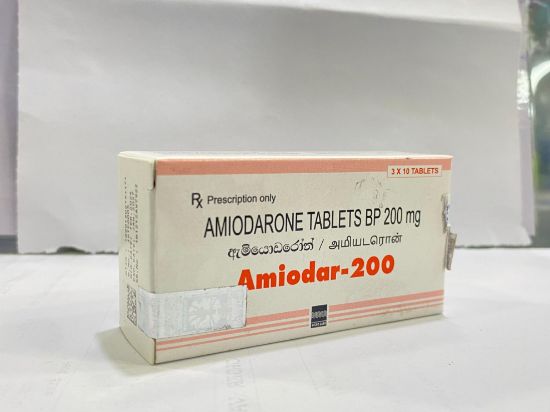 3 X 10 TABLETS
Rx Prescription only
AMIODARONE TABLETS BP 200 mg
ඇමියොඩරෝන් / அமியடரொன்
Amiodar-200